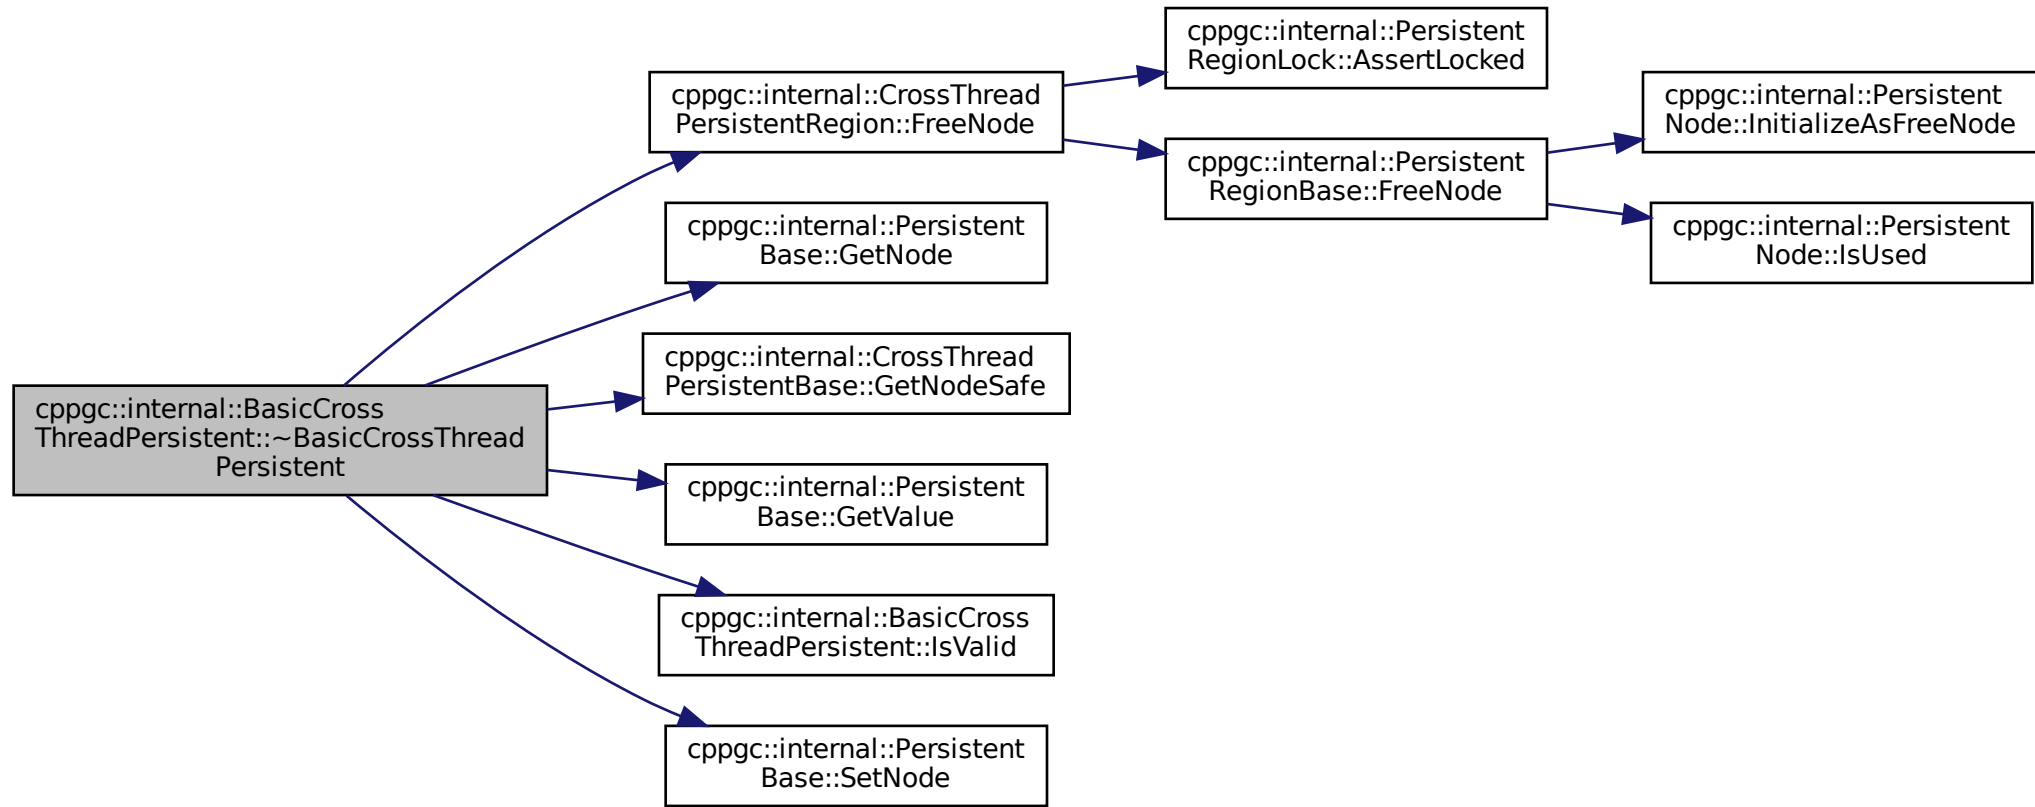 cppgc::internal::BasicCross
ThreadPersistent::~BasicCrossThread
Persistent
cppgc::internal::CrossThread
PersistentRegion::FreeNode
cppgc::internal::Persistent
RegionLock::AssertLocked
cppgc::internal::Persistent
RegionBase::FreeNode
cppgc::internal::Persistent
Node::InitializeAsFreeNode
cppgc::internal::Persistent
Node::IsUsed
cppgc::internal::Persistent
Base::GetNode
cppgc::internal::CrossThread
PersistentBase::GetNodeSafe
cppgc::internal::Persistent
Base::GetValue
cppgc::internal::BasicCross
ThreadPersistent::IsValid
cppgc::internal::Persistent
Base::SetNode